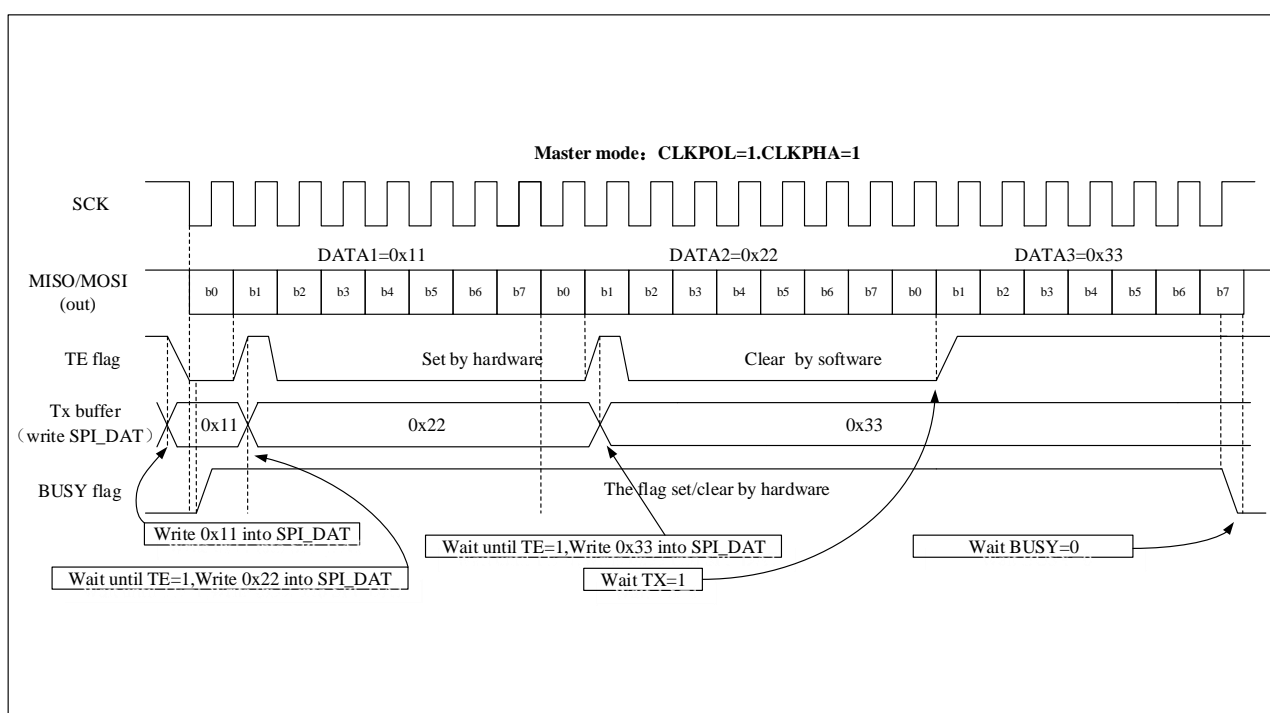 Master mode：CLKPOL=1.CLKPHA=1
SCK
DATA1=0x11 DATA2=0x22 DATA3=0x33
MISO/MOSI
(out)
b0 b1 b2 b3 b4 b5 b6 b7 b0 b1 b2 b3 b4 b5 b6 b7 b0 b1 b2 b3 b4 b5 b6 b7
TE flag
Set by hardware
Clear by software
Tx buffer
（write SPI_DAT）
0x11
0x22
0x33
BUSY flag
The flag set/clear by hardware
Write 0x11 into SPI_DAT
Wait until TE=1,Write 0x33 into SPI_DAT
Wait BUSY=0
Wait until TE=1,Write 0x22 into SPI_DAT
Wait TX=1